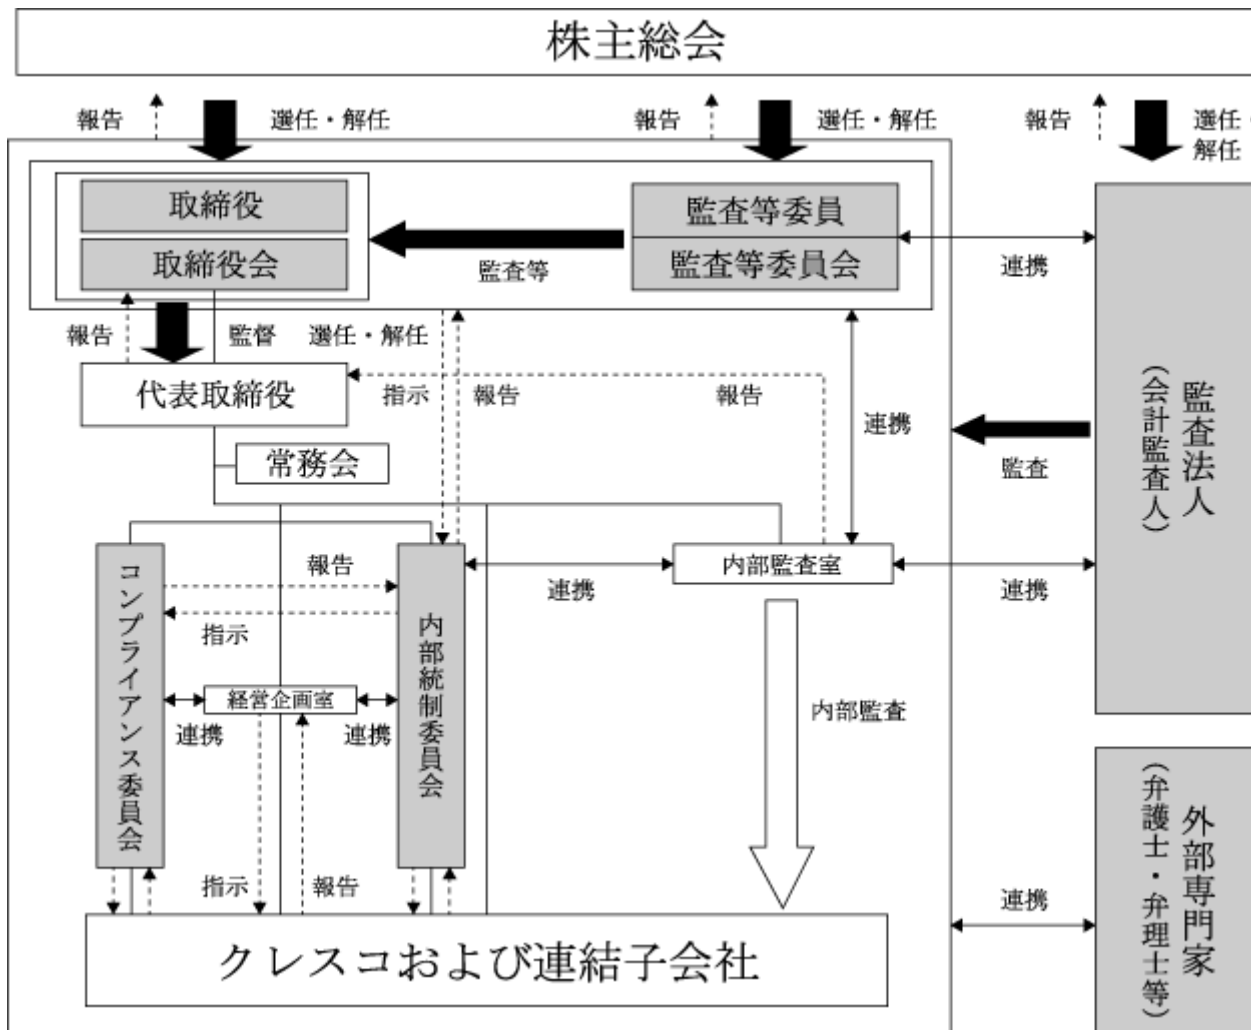 株主総会
報告
選任・解任
報告
選任・解任
報告
選任・
解任
取締役
取締役会
監査等
監査等委員
監査等委員会
連携
報告
監督
選任・解任
代表取締役
指示
報告
報告
連携
監査
監査法人
(会計監査人)
常務会
コンプライアンス委員会
報告
指示
内部統制委員会
連携
内部監査室
連携
経営企画室
連携
連携
内部監査
指示
報告
外部専門家
(弁護士・弁理士等)
連携
クレスコおよび連結子会社